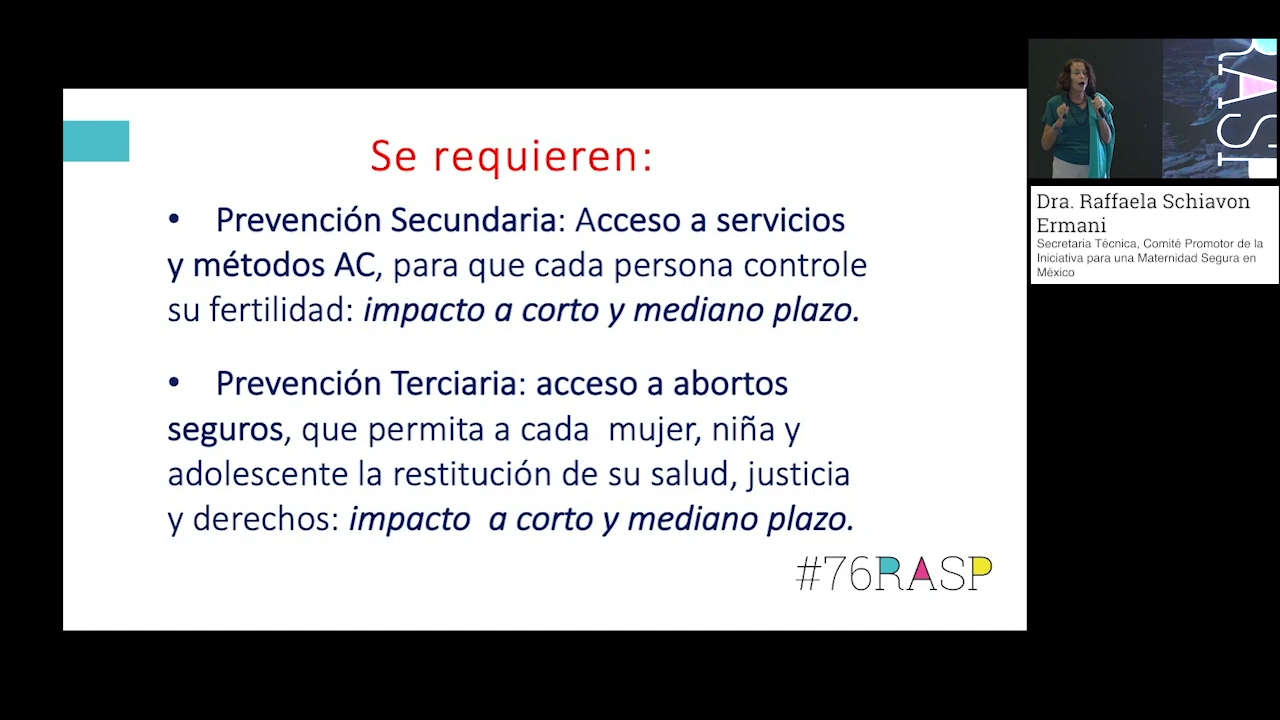 Se requieren:
• Prevención Secundaria: Acceso a servicios
y métodos AC, para que cada persona controle
su fertilidad: impacto a corto y mediano plazo.
• Prevención Terciaria: acceso a abortos
seguros, que permita a cada mujer, niña y
adolescente la restitución de su salud, justicia
y derechos: impacto a corto y mediano plazo.
#76RASP
RASP
Dra. Raffaela Schiavon
Ermani
Secretaria Técnica, Comité Promotor de la
Iniciativa para una Maternidad Segura en
México